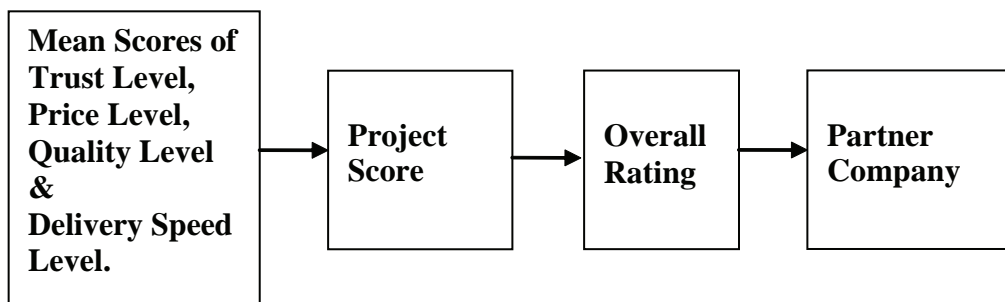 Mean Scores of
Trust Level,
Price Level,
Quality Level
&
Delivery Speed
Level.
Project
Score
Overall
Rating
Partner
Company